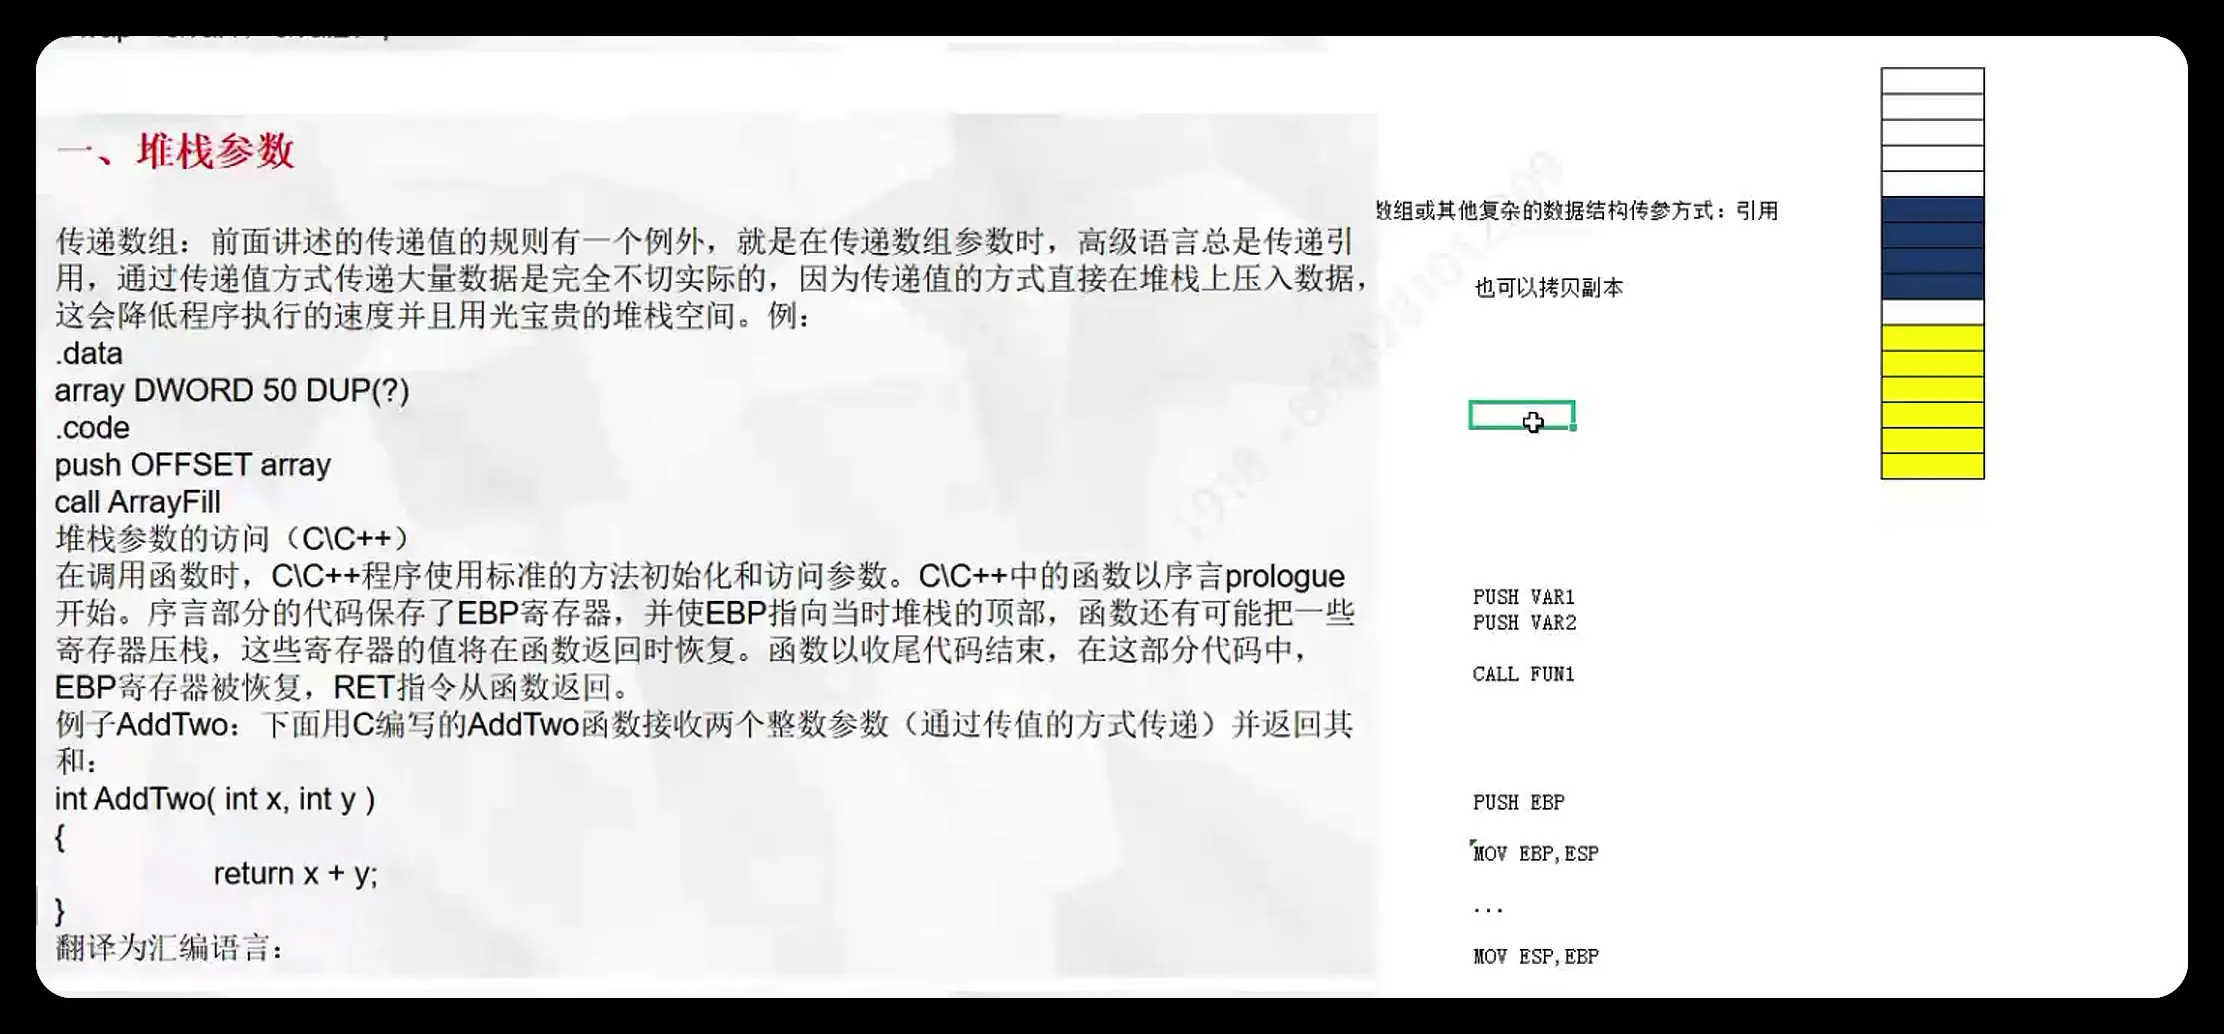 一、堆栈参数
传递数组：前面讲述的传递值的规则有一个例外，就是在传递数组参数时，高级语言总是传递引
用，通过传递值方式传递大量数据是完全不切实际的，因为传递值的方式直接在堆栈上压入数据，
这会降低程序执行的速度并且用光宝贵的堆栈空间。例：
.data
array DWORD 50 DUP(?)
.code
push OFFSET array
call ArrayFill
堆栈参数的访问（C\C++）
在调用函数时，C\C++程序使用标准的方法初始化和访问参数。C\C++中的函数以序言prologue
开始。序言部分的代码保存了EBP寄存器，并使EBP指向当时堆栈的顶部，函数还有可能把一些
寄存器压栈，这些寄存器的值将在函数返回时恢复。函数以收尾代码结束，在这部分代码中，
EBP寄存器被恢复，RET指令从函数返回。
例子AddTwo：下面用C编写的AddTwo函数接收两个整数参数（通过传值的方式传递）并返回其
和：
int AddTwo( int x, int y )
{
return x + y;
}
翻译为汇编语言：
数组或其他复杂的数据结构传参方式：引用
也可以拷贝副本
PUSH VAR1
PUSH VAR2
CALL FUN1
PUSH EBP
MOV EBP,ESP
...
MOV ESP,EBP